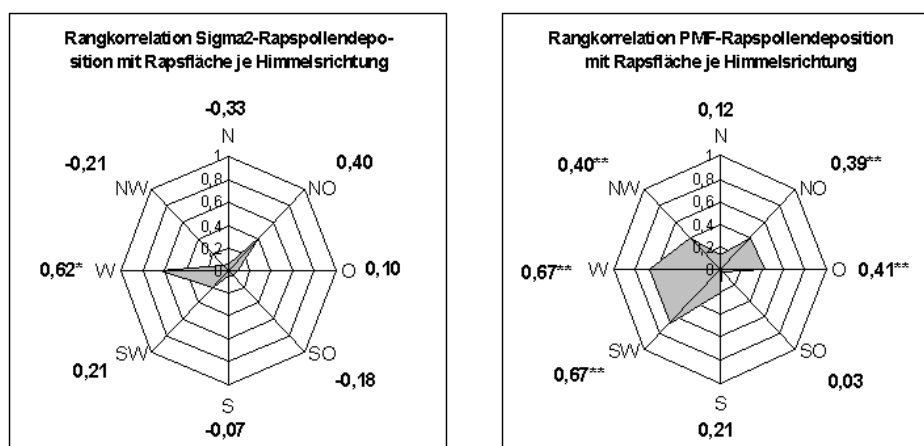 Rangkorrelation Sigma2-Rapspollendepo-
sition mit Rapsfläche je Himmelsrichtung
-0,33
N
-0,21
0,40
1
NW
NO
0,8
0,6
0,4
0,2
0,62*
W
0
O
0,10
SW
SO
0,21
-0,18
S
-0,07
Rangkorrelation PMF-Rapspollendeposition
mit Rapsfläche je Himmelsrichtung
0,12
N
0,40**
0,39**
1
NW
NO
0,8
0,6
0,4
0,2
0,67**
W
0
O
0,41**
SW
SO
0,67**
0,03
S
0,21